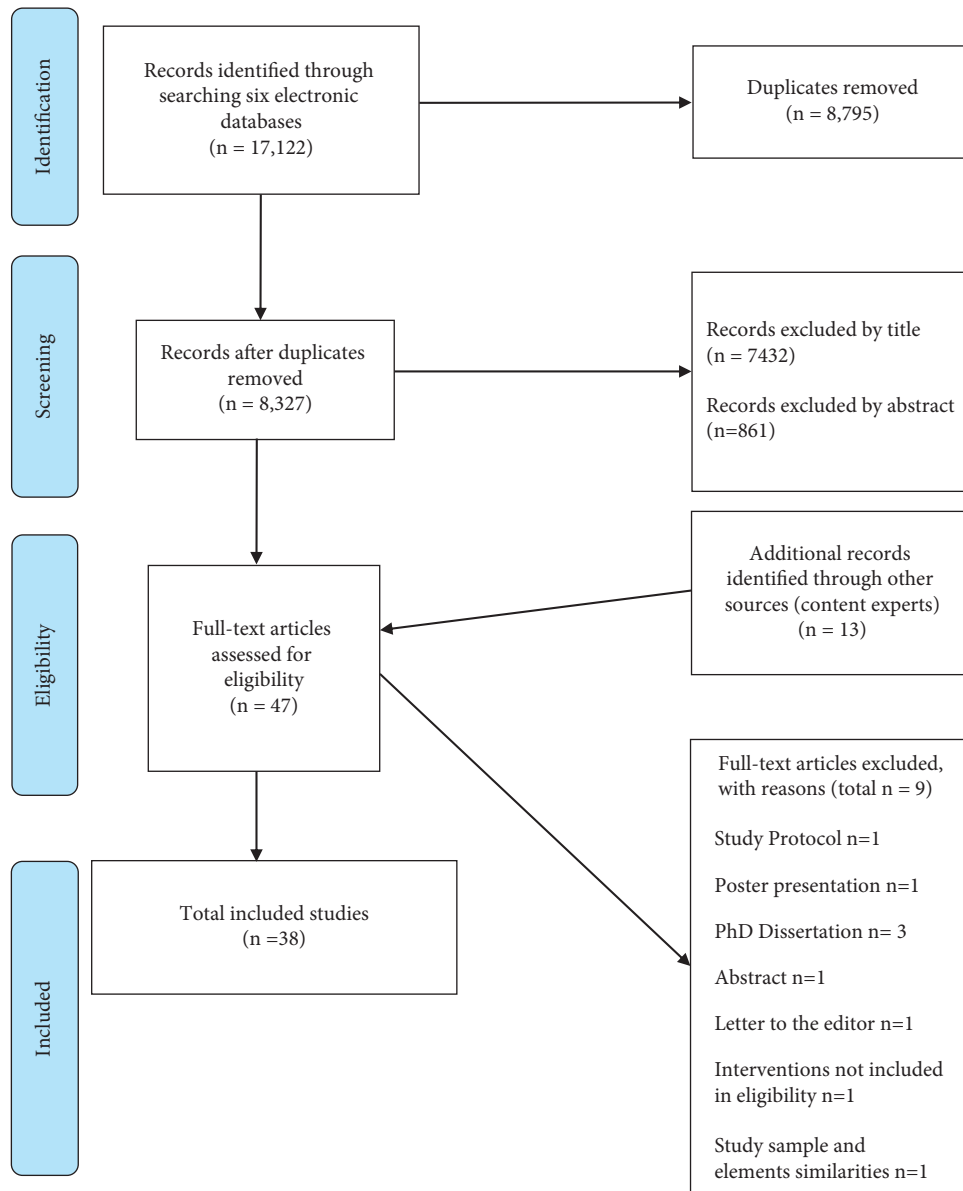 Identification
Records identified through
searching six electronic
databases
(n = 17,122)
Duplicates removed
(n = 8,795)
Screening
Records after duplicates
removed
(n = 8,327)
Records excluded by title
(n = 7432)
Records excluded by abstract
(n=861)
Eligibility
Full-text articles
assessed for
eligibility
(n = 47)
Additional records
identified through other
sources (content experts)
(n = 13)
Full-text articles excluded,
with reasons (total n = 9)
Study Protocol n=1
Poster presentation n=1
PhD Dissertation n= 3
Abstract n=1
Letter to the editor n=1
Interventions not included
in eligibility n=1
Study sample and
elements similarities n=1
Included
Total included studies
(n =38)